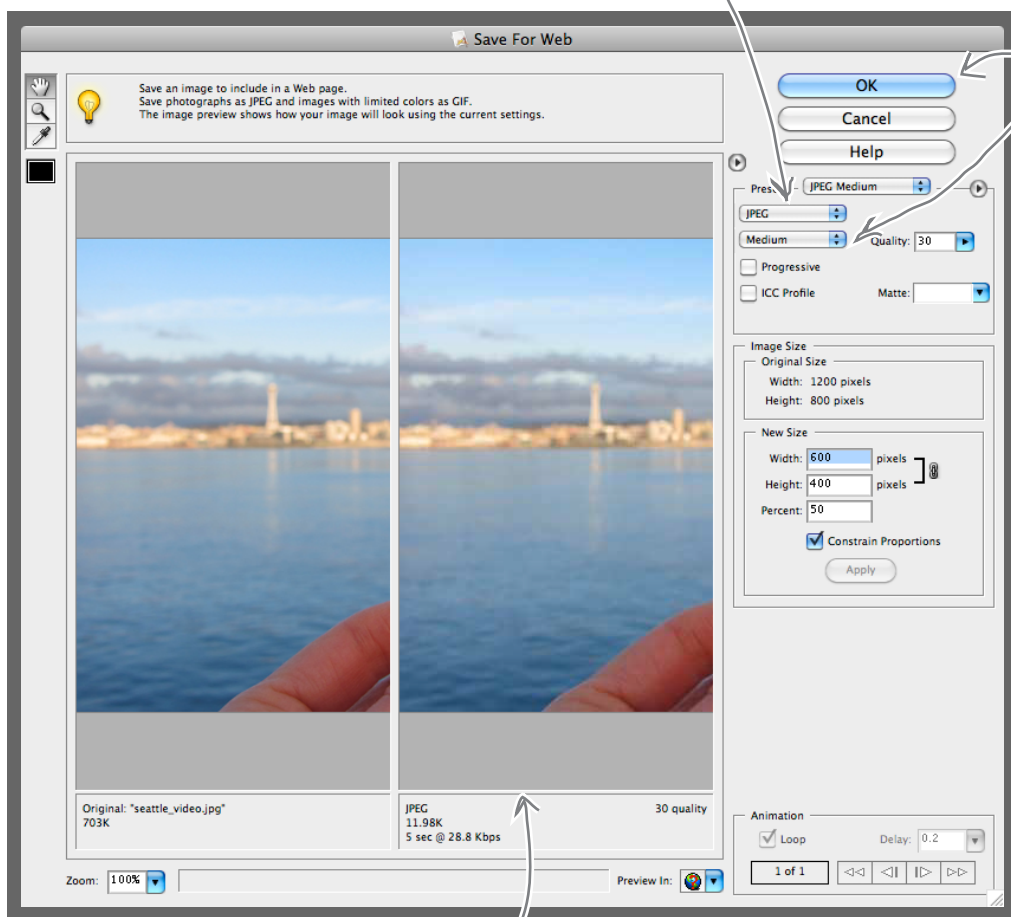 Save For Web
Save an image to include in a Web page.
Save photographs as JPEG and images with limited colors as GIF.
The image preview shows how your image will look using the current settings.
OK
Cancel
Help
JPEG Medium
JPEG
Medium
Quality: 30
Progressive
ICC Profile
Matte:
Image Size
Original Size
Width: 1200 pixels
Height: 800 pixels
New Size
Width: 600 pixels
Height: 400 pixels
Percent: 50
Constrain Proportions
Apply
Original: "seattle_video.jpg"
703K
JPEG
30 quality
11.98K
5 sec @ 28.8 Kbps
Animation
Loop
Delay: 0.2
1 of 1
Zoom: 100%
Preview In: